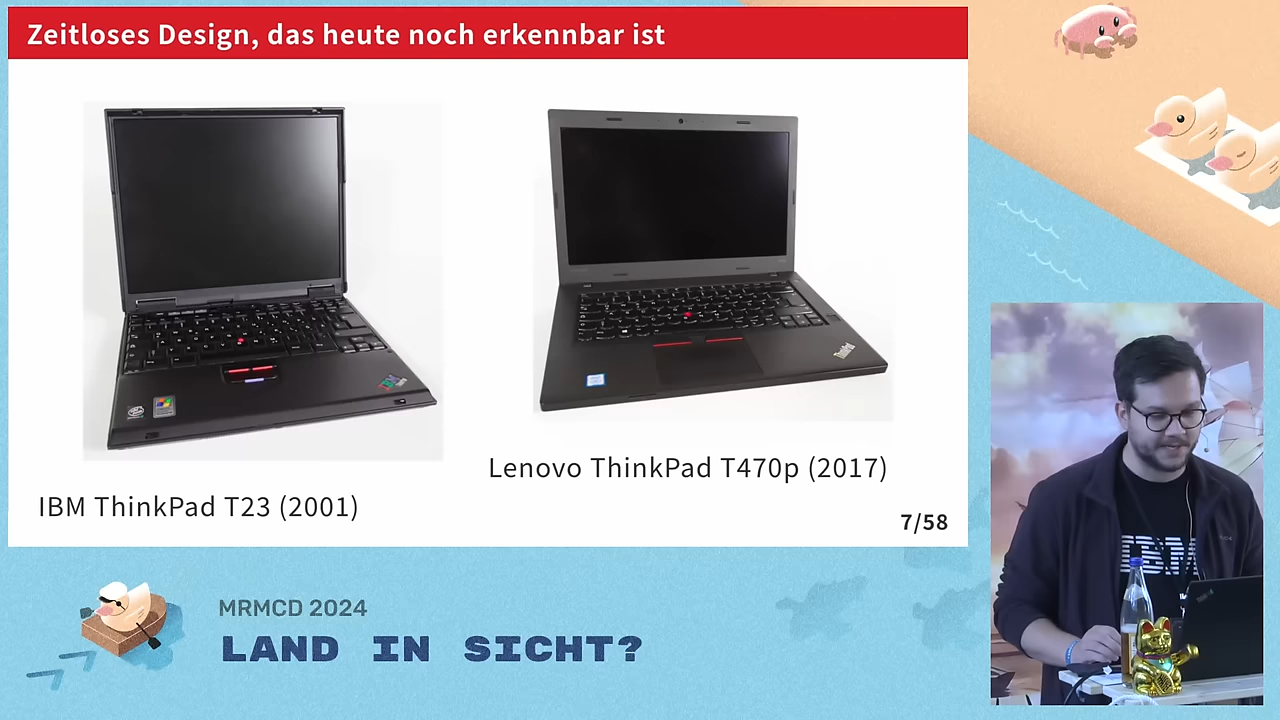 Zeitloses Design, das heute noch erkennbar ist
Lenovo ThinkPad T470p (2017)
IBM ThinkPad T23 (2001)
7/58
MRMCD 2024
LAND IN SICHT?
IBM